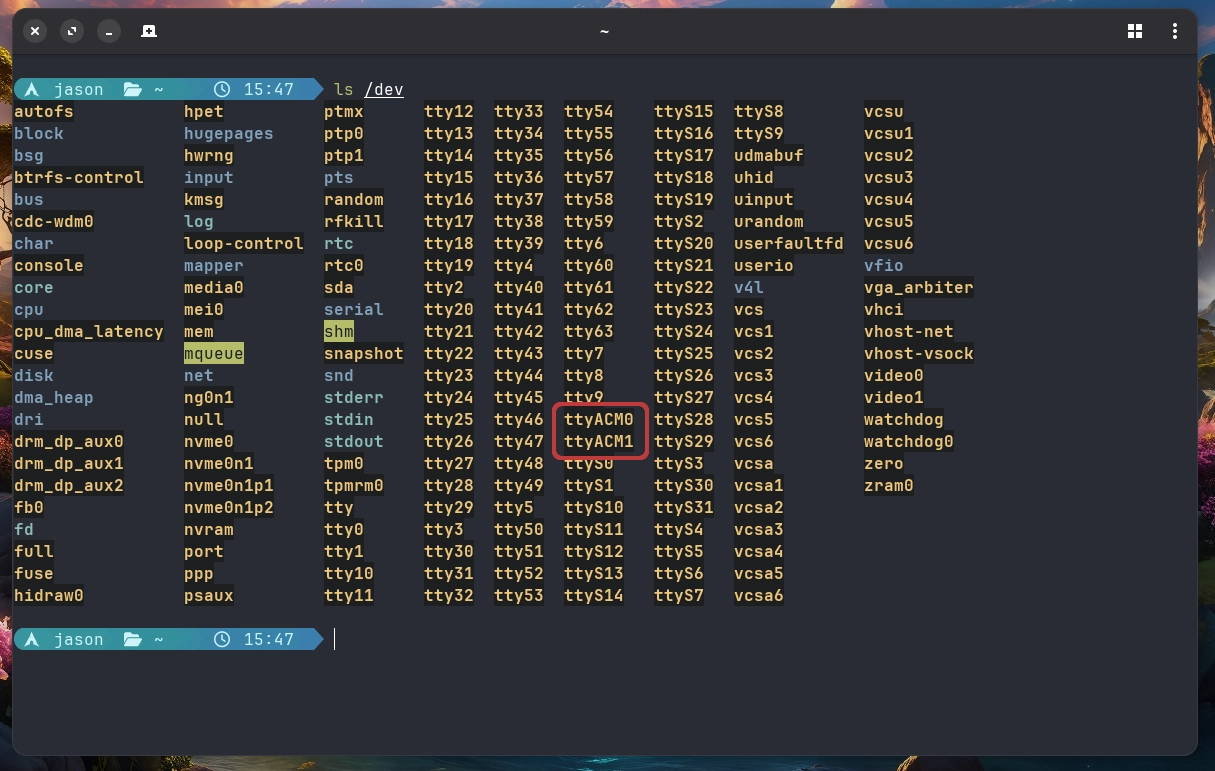 ~
jason ~ 15:47 ls /dev
autofs hpet ptmx tty12 tty33 tty54 ttyS15 ttyS8 vcsu
block hugepages ptp0 tty13 tty34 tty55 ttyS16 ttyS9 vcsu1
bsg hwrng ptp1 tty14 tty35 tty56 ttyS17 udmabuf vcsu2
btrfs-control input pts tty15 tty36 tty57 ttyS18 uhid vcsu3
bus kmsg random tty16 tty37 tty58 ttyS19 uinput vcsu4
cdc-wdm0 log rfkill tty17 tty38 tty59 ttyS2 urandom vcsu5
char loop-control rtc tty18 tty39 tty6 ttyS20 userfaultfd vcsu6
console mapper rtc0 tty19 tty4 tty60 ttyS21 userio vfio
core media0 sda tty2 tty40 tty61 ttyS22 v4l vga_arbiter
cpu mei0 serial tty20 tty41 tty62 ttyS23 vcs vhci
cpu_dma_latency mem shm tty21 tty42 tty63 ttyS24 vcs1 vhost-net
cuse mqueue snapshot tty22 tty43 tty7 ttyS25 vcs2 vhost-vsock
disk net snd tty23 tty44 tty8 ttyS26 vcs3 video0
dma_heap ng0n1 stderr tty24 tty45 tty9 ttyS27 vcs4 video1
dri null stdin tty25 tty46 ttyACM0 ttyS28 vcs5 watchdog
drm_dp_aux0 nvme0 stdout tty26 tty47 ttyACM1 ttyS29 vcs6 watchdog0
drm_dp_aux1 nvme0n1 tpm0 tty27 tty48 ttyS0 ttyS3 vcsa zero
drm_dp_aux2 nvme0n1p1 tpmrm0 tty28 tty49 ttyS1 ttyS30 vcsa1 zram0
fb0 nvme0n1p2 tty tty29 tty5 ttyS10 ttyS31 vcsa2
fd nvram tty0 tty3 tty50 ttyS11 ttyS4 vcsa3
full port tty1 tty30 tty51 ttyS12 ttyS5 vcsa4
fuse ppp tty10 tty31 tty52 ttyS13 ttyS6 vcsa5
hidraw0 psaux tty11 tty32 tty53 ttyS14 ttyS7 vcsa6
jason ~ 15:47